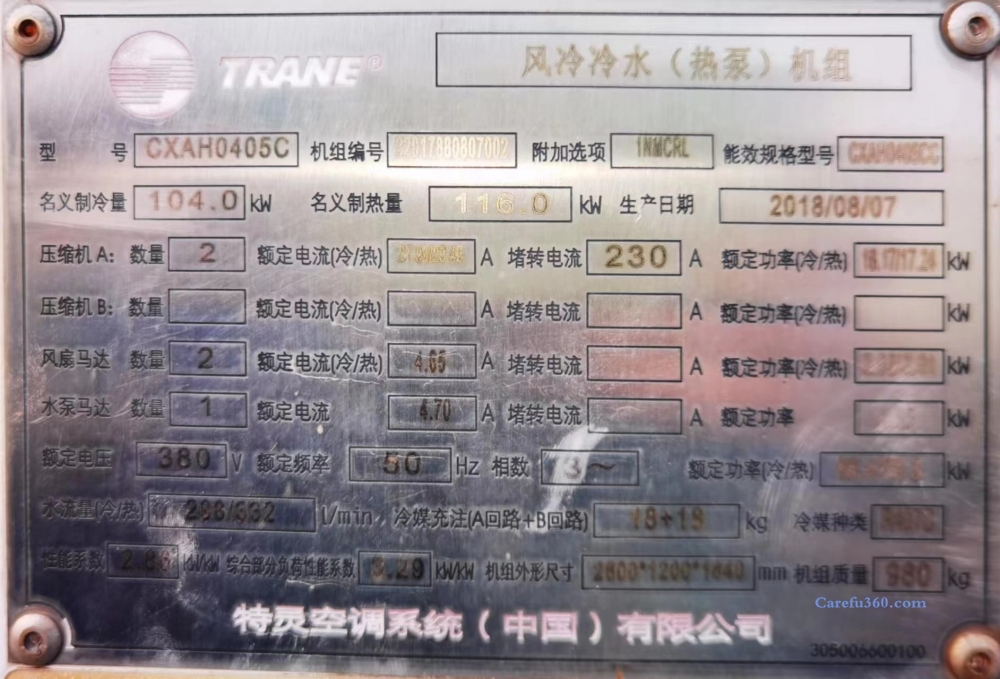 TRANE®
风冷冷水（热泵）机组
型 号 CXAH0405C 机组编号 附加选项 1NMCRL 能效规格型号
名义制冷量 104.0 kW 名义制热量 116.0 kW 生产日期 2018/08/07
压缩机A: 数量 2 额定电流(冷/热) A 堵转电流 230 A 额定功率(冷/热) kW
压缩机B: 数量 额定电流(冷/热) A 堵转电流 A 额定功率(冷/热) kW
风扇马达 数量 2 额定电流(冷/热) 4.65 A 堵转电流 A 额定功率(冷/热) kW
水泵马达 数量 1 额定电流 4.70 A 堵转电流 A 额定功率 kW
额定电压 380 V 额定频率 50 Hz 相数 3～ 额定功率(冷/热) kW
水流量(冷/热) l/min 冷媒充注(A回路+B回路) kg 冷媒种类
性能系数 kW/kW 综合部分负荷性能系数 kW/kW 机组外形尺寸 mm 机组质量 kg
Carefu360.com
特灵空调系统（中国）有限公司
305006600100